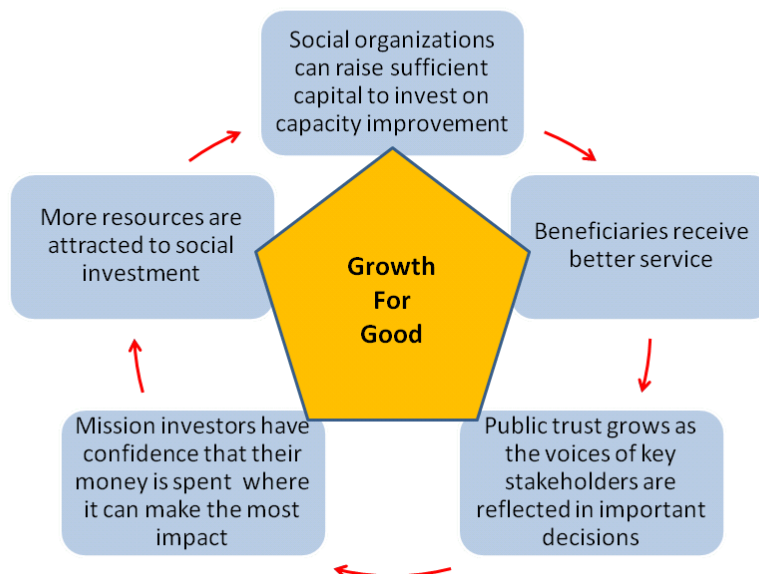 Social organizations
can raise sufficient
capital to invest on
capacity improvement
Beneficiaries receive
better service
Public trust grows as
the voices of key
stakeholders are
reflected in important
decisions
Mission investors have
confidence that their
money is spent  where
it can make the most
impact
More resources are
attracted to social
investment
Growth
For
Good